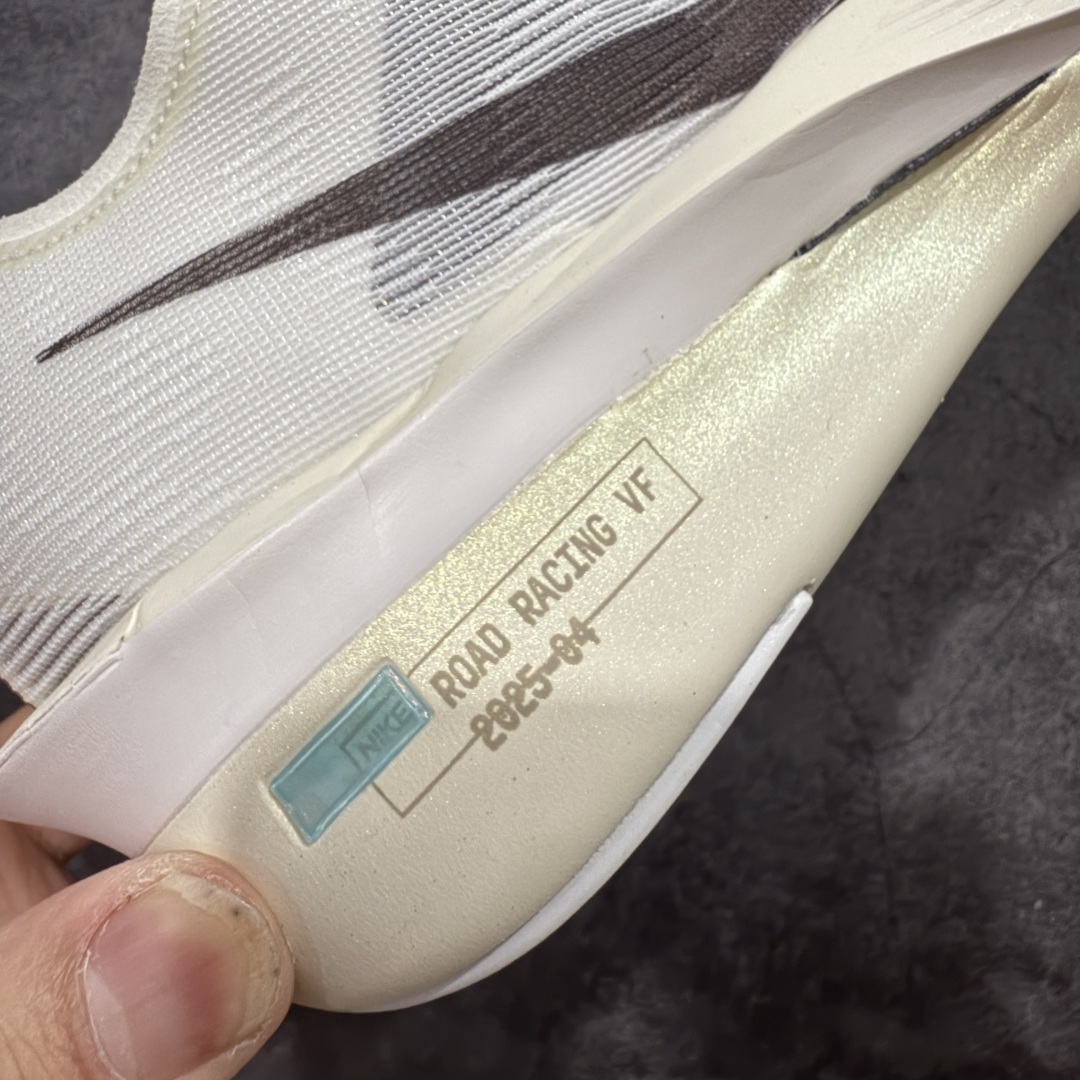 ROAD RACING VF
2025-04
NIKE